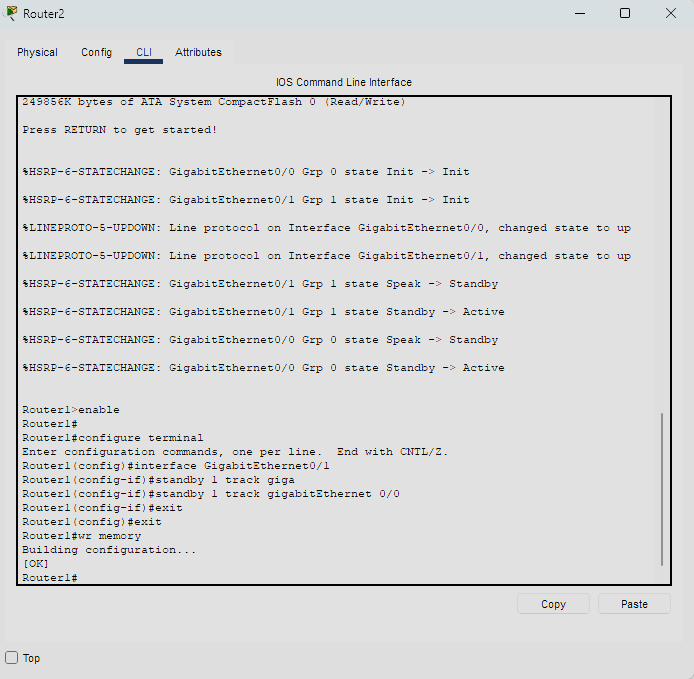 Router2
Physical Config CLI Attributes
IOS Command Line Interface
249856K bytes of ATA System CompactFlash 0 (Read/Write)
Press RETURN to get started!
%HSRP-6-STATECHANGE: GigabitEthernet0/0 Grp 0 state Init -> Init
%HSRP-6-STATECHANGE: GigabitEthernet0/1 Grp 1 state Init -> Init
%LINEPROTO-5-UPDOWN: Line protocol on Interface GigabitEthernet0/0, changed state to up
%LINEPROTO-5-UPDOWN: Line protocol on Interface GigabitEthernet0/1, changed state to up
%HSRP-6-STATECHANGE: GigabitEthernet0/1 Grp 1 state Speak -> Standby
%HSRP-6-STATECHANGE: GigabitEthernet0/1 Grp 1 state Standby -> Active
%HSRP-6-STATECHANGE: GigabitEthernet0/0 Grp 0 state Speak -> Standby
%HSRP-6-STATECHANGE: GigabitEthernet0/0 Grp 0 state Standby -> Active
Router1>enable
Router1#
Router1#configure terminal
Enter configuration commands, one per line.  End with CNTL/Z.
Router1(config)#interface GigabitEthernet0/1
Router1(config-if)#standby 1 track giga
Router1(config-if)#standby 1 track gigabitEthernet 0/0
Router1(config-if)#exit
Router1(config)#exit
Router1#wr memory
Building configuration...
[OK]
Router1#
Copy Paste
Top